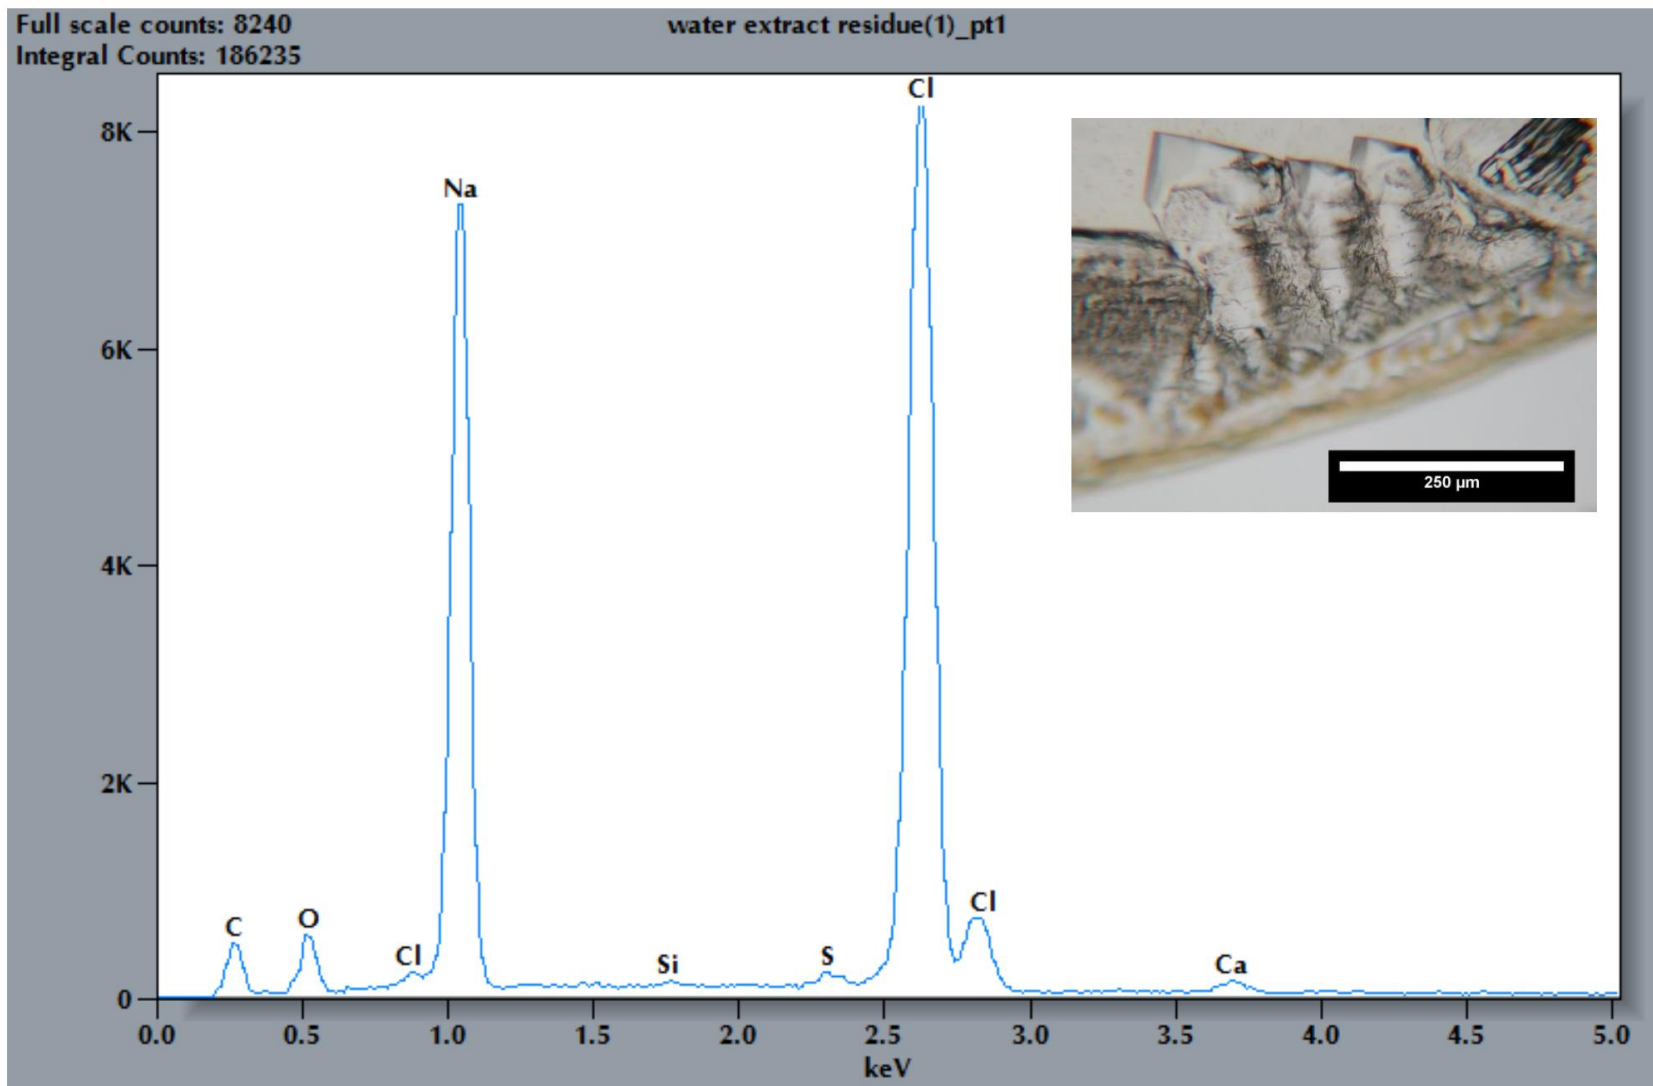 Full scale counts: 8240
water extract residue(1)_pt1
Integral Counts: 186235
Cl
8K
Na
6K
250 µm
4K
2K
Cl
O
C
Cl
Si
S
Ca
0
0.0 0.5 1.0 1.5 2.0 2.5 3.0 3.5 4.0 4.5 5.0
keV